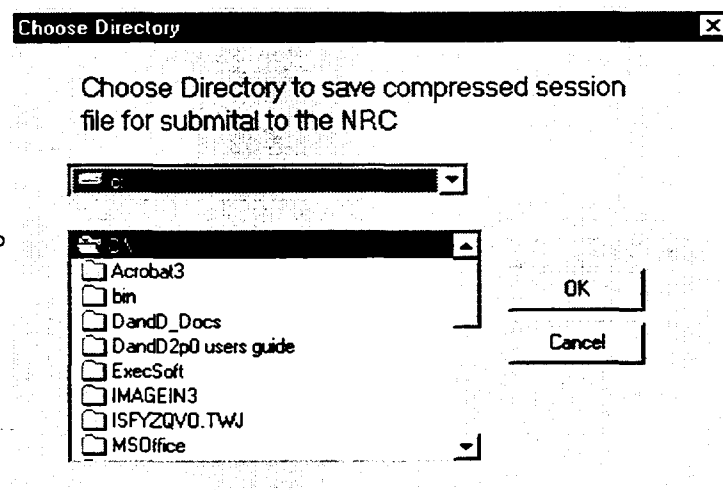 Choose Directory
Choose Directory to save compressed session
file for submital to the NRC
c:
C:\
Acrobat3
bin
DandD_Docs
DandD2p0 users guide
ExecSoft
IMAGEIN3
ISFYZQV0.TWJ
MSOffice
OK
Cancel